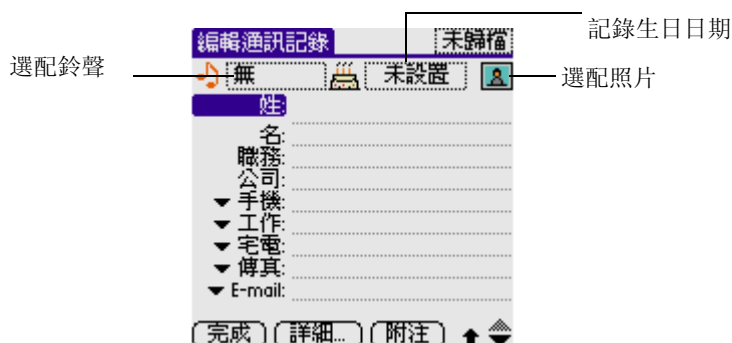 記錄生日日期
編輯通訊記錄 未歸檔
選配鈴聲 無 未設置 選配照片
姓:
名:
職務:
公司:
手機:
工作:
宅電:
傳真:
E-mail:
完成 詳細... 附注